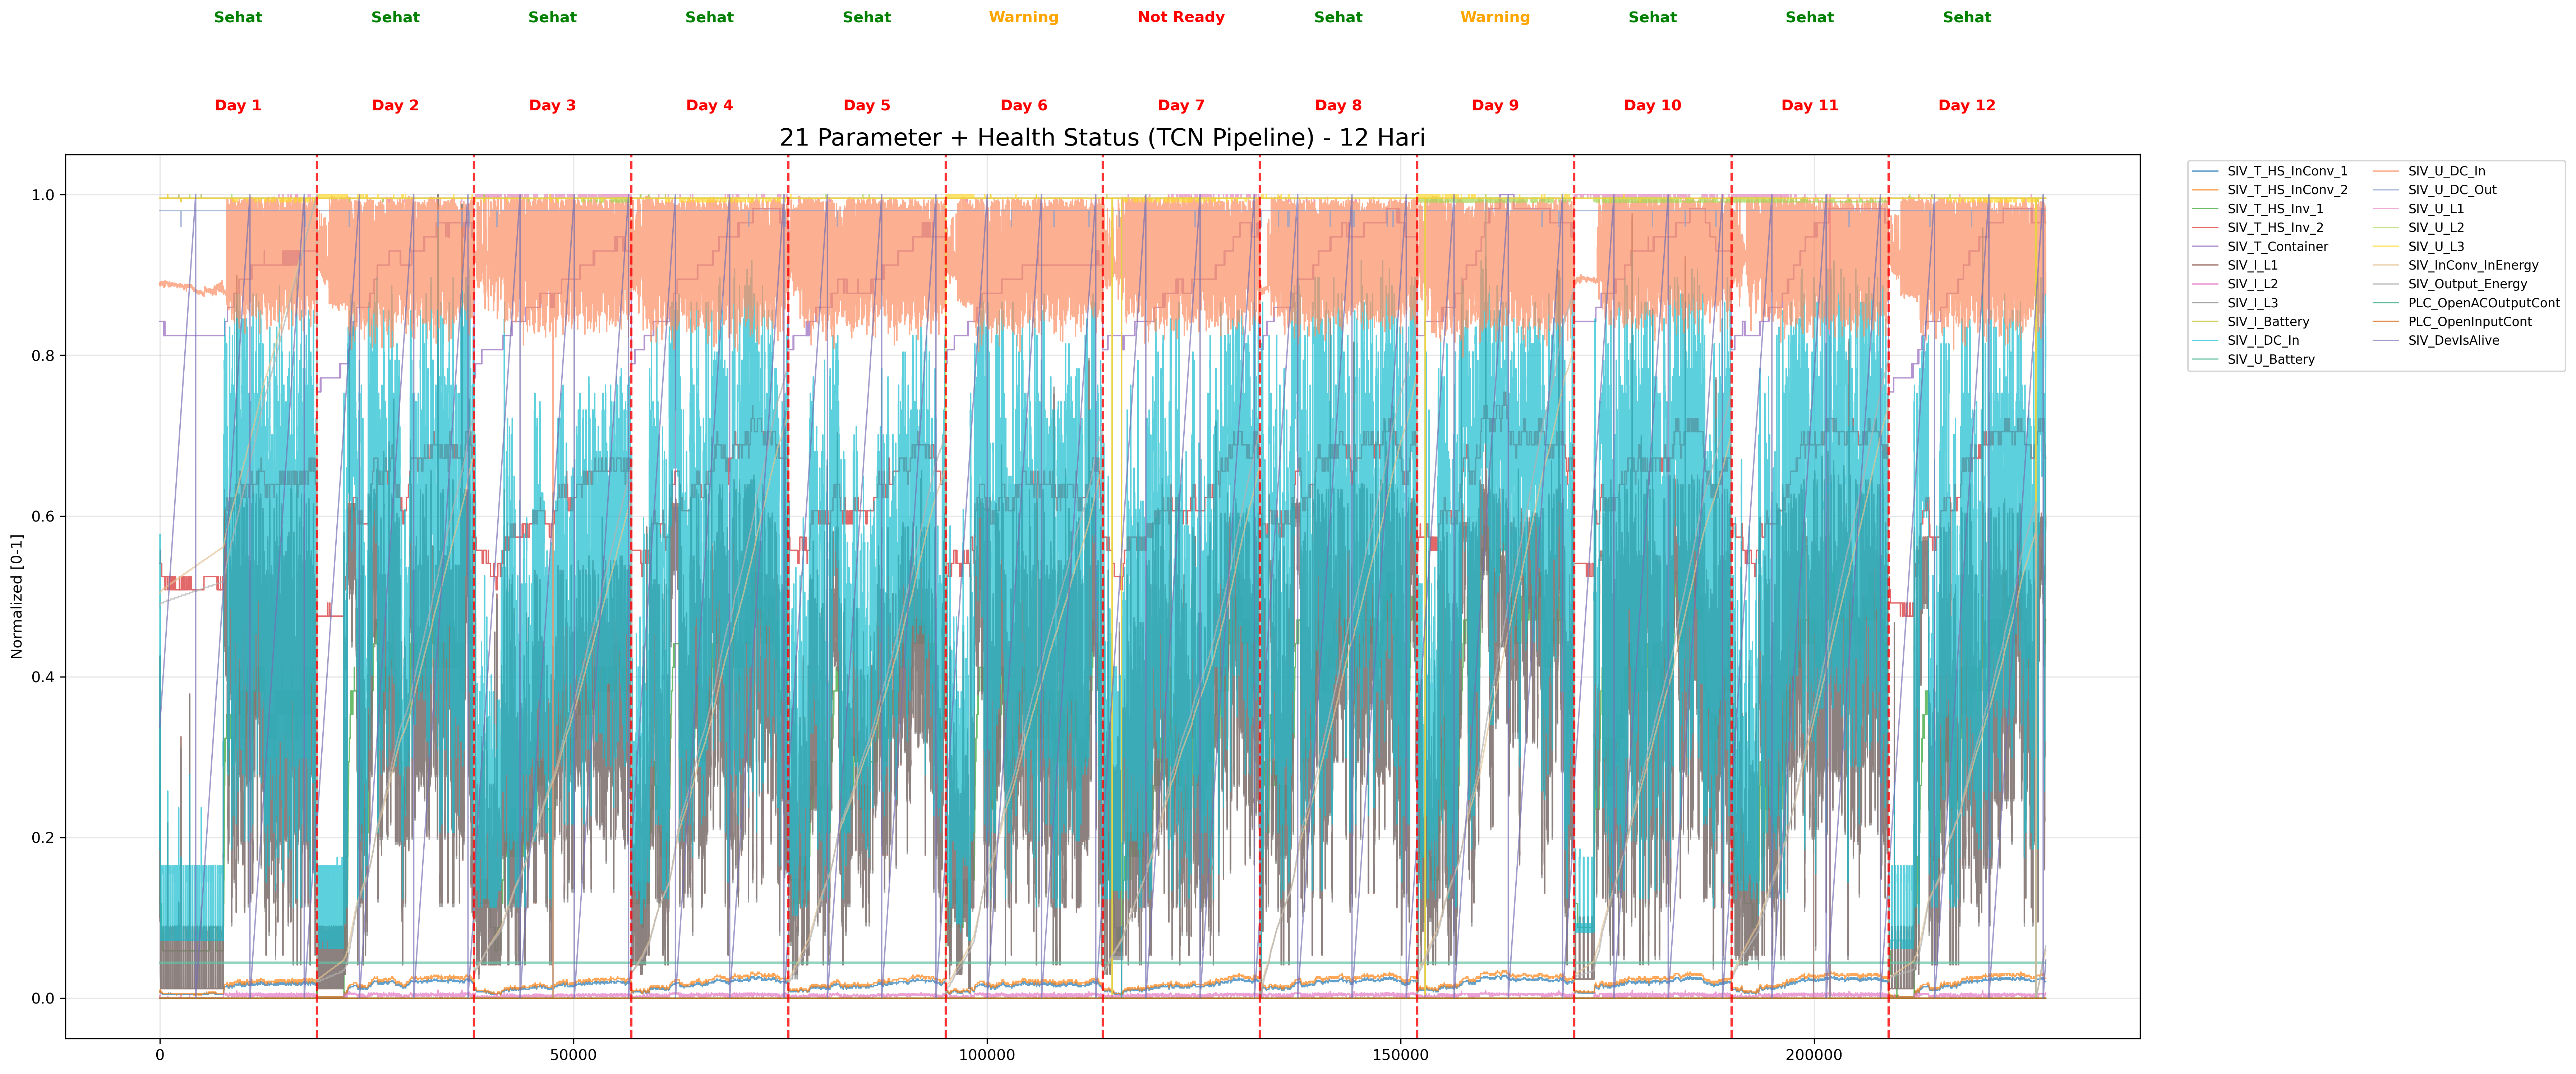 Sehat Sehat Sehat Sehat Sehat Warning Not Ready Sehat Warning Sehat Sehat Sehat
Day 1 Day 2 Day 3 Day 4 Day 5 Day 6 Day 7 Day 8 Day 9 Day 10 Day 11 Day 12
21 Parameter + Health Status (TCN Pipeline) - 12 Hari
Normalized [0-1]
1.0
0.8
0.6
0.4
0.2
0.0
0 50000 100000 150000 200000
SIV_T_HS_InConv_1
SIV_T_HS_InConv_2
SIV_T_HS_Inv_1
SIV_T_HS_Inv_2
SIV_T_Container
SIV_I_L1
SIV_I_L2
SIV_I_L3
SIV_I_Battery
SIV_I_DC_In
SIV_U_Battery
SIV_U_DC_In
SIV_U_DC_Out
SIV_U_L1
SIV_U_L2
SIV_U_L3
SIV_InConv_InEnergy
SIV_Output_Energy
PLC_OpenACOutputCont
PLC_OpenInputCont
SIV_DevIsAlive